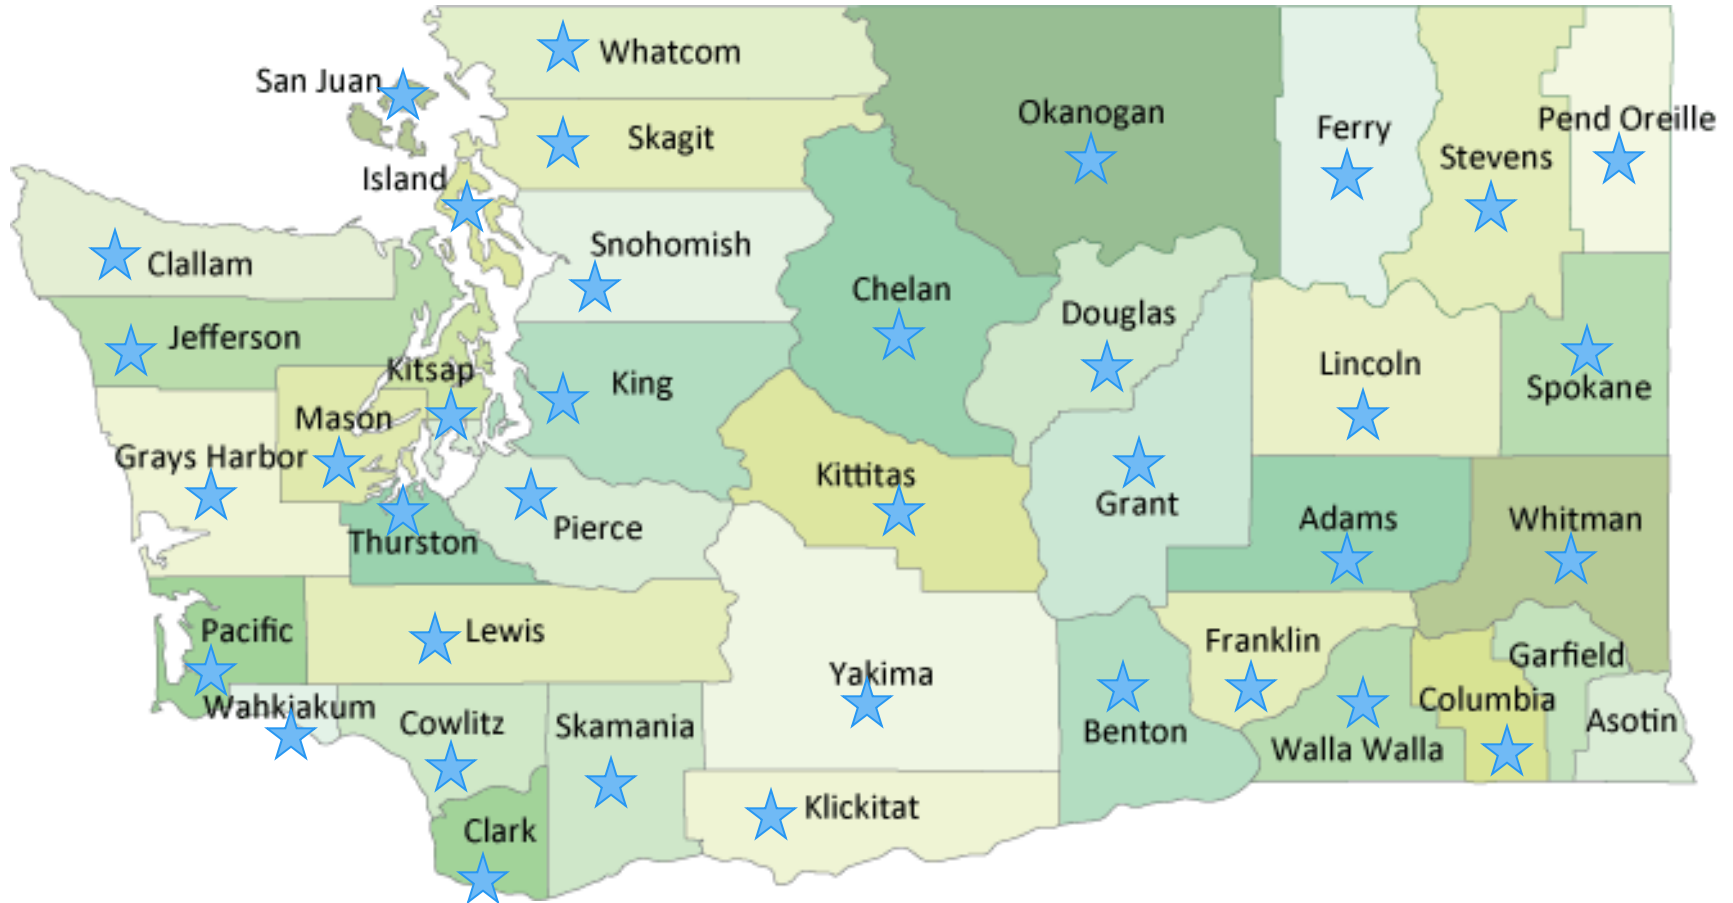 Whatcom
San Juan
Okanogan
Pend Oreille
Ferry
Skagit
Stevens
Island
Snohomish
Clallam
Chelan
Douglas
Jefferson
Lincoln
Kitsap
King
Spokane
Mason
Grays Harbor
Kittitas
Grant
Adams
Whitman
Pierce
Thurston
Pacific
Lewis
Franklin
Garfield
Yakima
Columbia
Wahkiakum
Cowlitz
Skamania
Asotin
Benton
Walla Walla
Klickitat
Clark